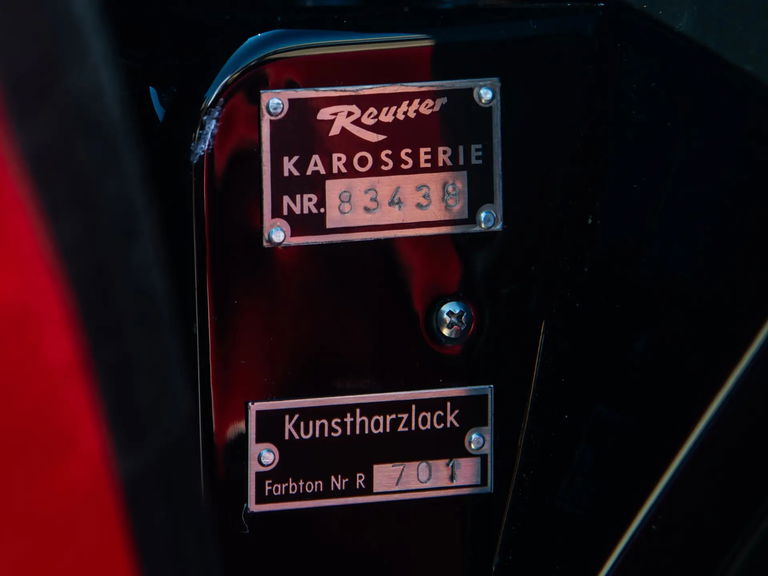 Reutter
KAROSSERIE
NR. 83438
Kunstharzlack
Farbton Nr R 701